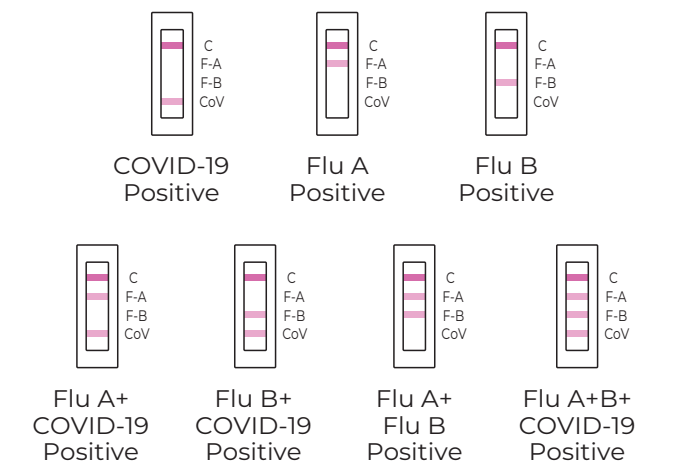 C
F-A
F-B
CoV
COVID-19
Positive
C
F-A
F-B
CoV
Flu A
Positive
C
F-A
F-B
CoV
Flu B
Positive
C
F-A
F-B
CoV
Flu A+
COVID-19
Positive
C
F-A
F-B
CoV
Flu B+
COVID-19
Positive
C
F-A
F-B
CoV
Flu A+
Flu B
Positive
C
F-A
F-B
CoV
Flu A+B+
COVID-19
Positive